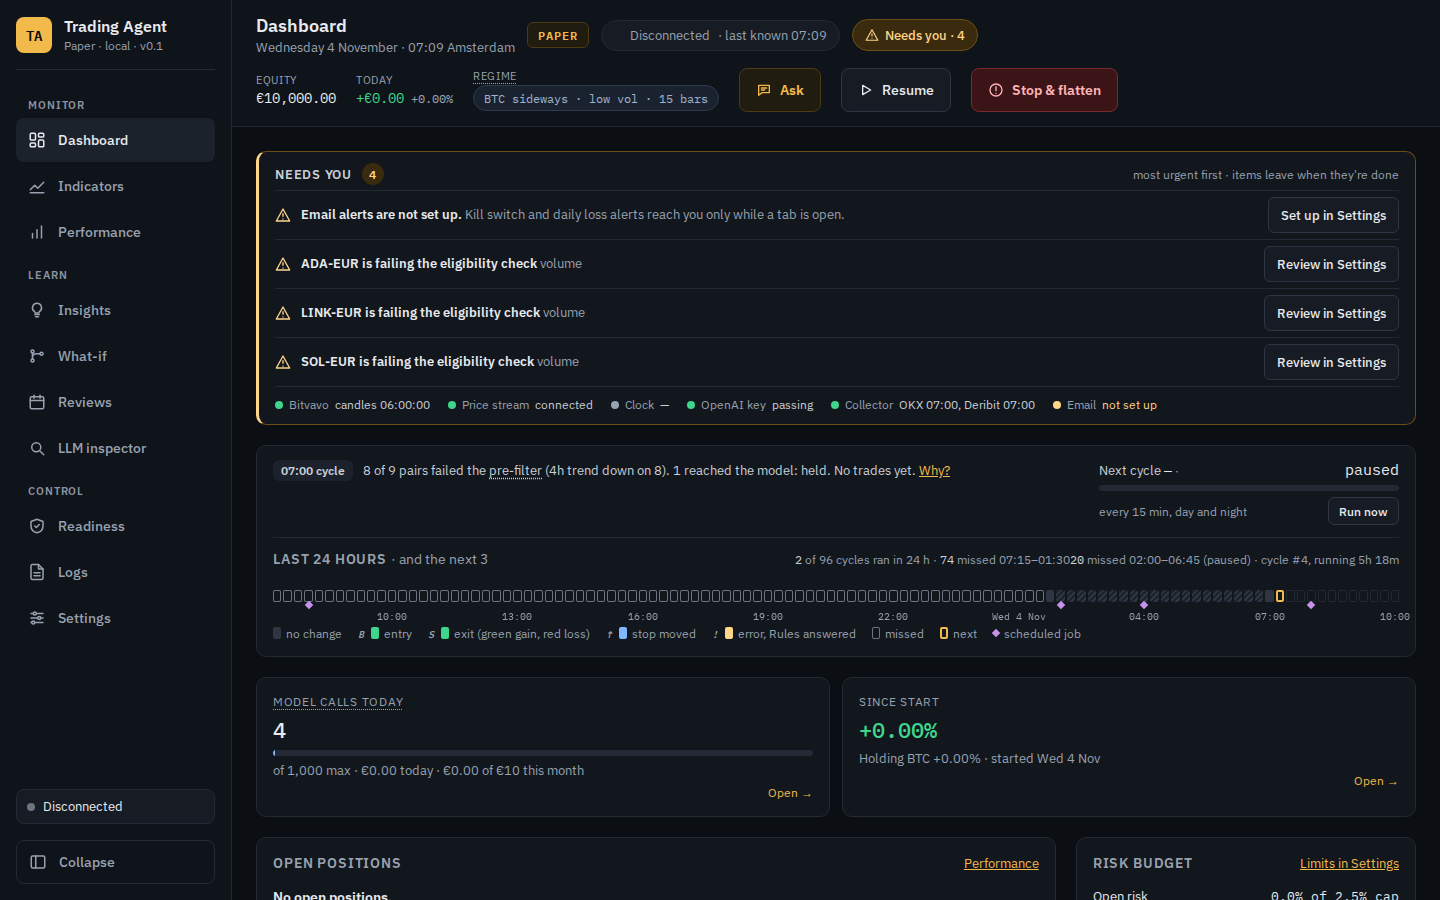 TA
Trading Agent
Paper · local · v0.1
MONITOR
Dashboard
Indicators
Performance
LEARN
Insights
What-if
Reviews
LLM inspector
CONTROL
Readiness
Logs
Settings
Disconnected
Collapse
Dashboard
Wednesday 4 November · 07:09 Amsterdam
PAPER
Disconnected · last known 07:09
Needs you · 4
EQUITY
€10,000.00
TODAY
+€0.00 +0.00%
REGIME
BTC sideways · low vol · 15 bars
Ask
Resume
Stop & flatten
NEEDS YOU 4
most urgent first · items leave when they're done
Email alerts are not set up. Kill switch and daily loss alerts reach you only while a tab is open.
Set up in Settings
ADA-EUR is failing the eligibility check volume
Review in Settings
LINK-EUR is failing the eligibility check volume
Review in Settings
SOL-EUR is failing the eligibility check volume
Review in Settings
Bitvavo candles 06:00:00 Price stream connected Clock — OpenAI key passing Collector OKX 07:00, Deribit 07:00 Email not set up
07:00 cycle 8 of 9 pairs failed the pre-filter (4h trend down on 8). 1 reached the model: held. No trades yet. Why?
Next cycle — · paused
every 15 min, day and night
Run now
LAST 24 HOURS · and the next 3
2 of 96 cycles ran in 24 h · 74 missed 07:15–01:3020 missed 02:00–06:45 (paused) · cycle #4, running 5h 18m
10:00 13:00 16:00 19:00 22:00 Wed 4 Nov 04:00 07:00 10:00
no change B entry S exit (green gain, red loss) ↑ stop moved ! error, Rules answered missed next scheduled job
MODEL CALLS TODAY
4
of 1,000 max · €0.00 today · €0.00 of €10 this month
Open →
SINCE START
+0.00%
Holding BTC +0.00% · started Wed 4 Nov
Open →
OPEN POSITIONS
Performance
No open positions
RISK BUDGET
Limits in Settings
Open risk
0.0% of 2.5% cap